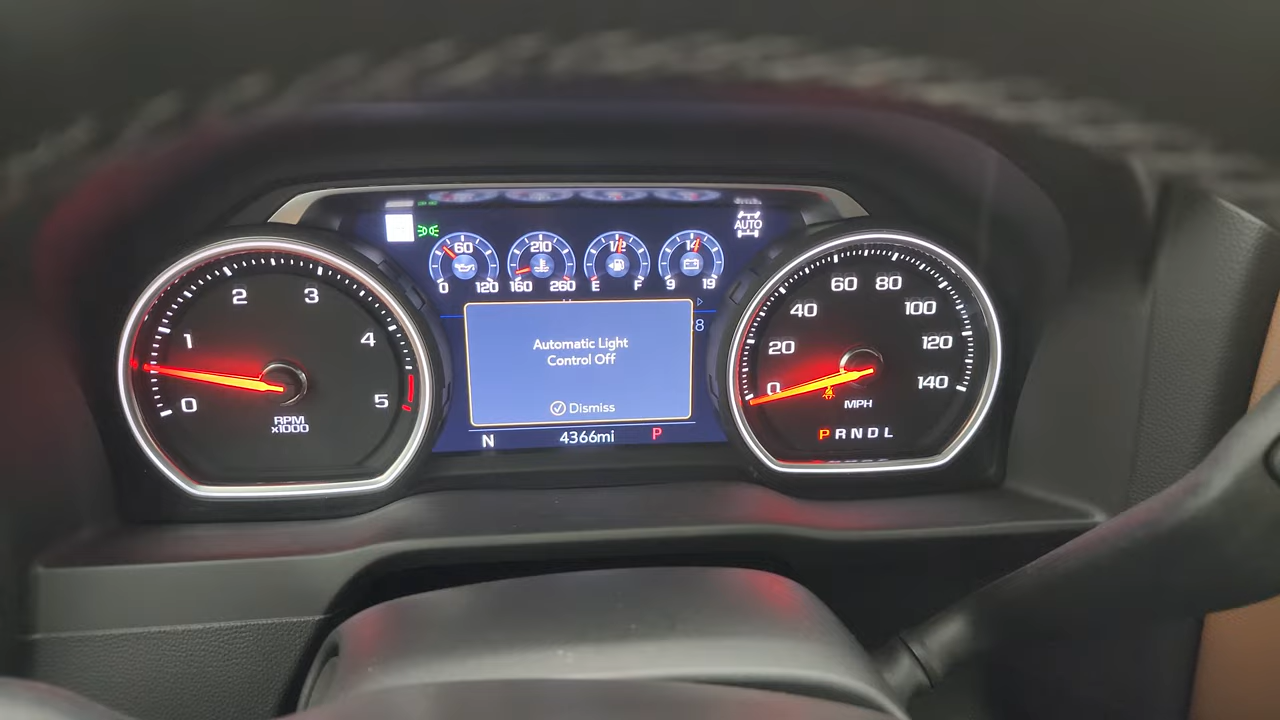 AUTO
60
0 120
210
160 260
1/2
E F
14
9 19
8
0
1
2
3
4
5
RPM
x1000
Automatic Light
Control Off
Dismiss
N 4366mi P
0
20
40
60
80
100
120
140
MPH
P R N D L